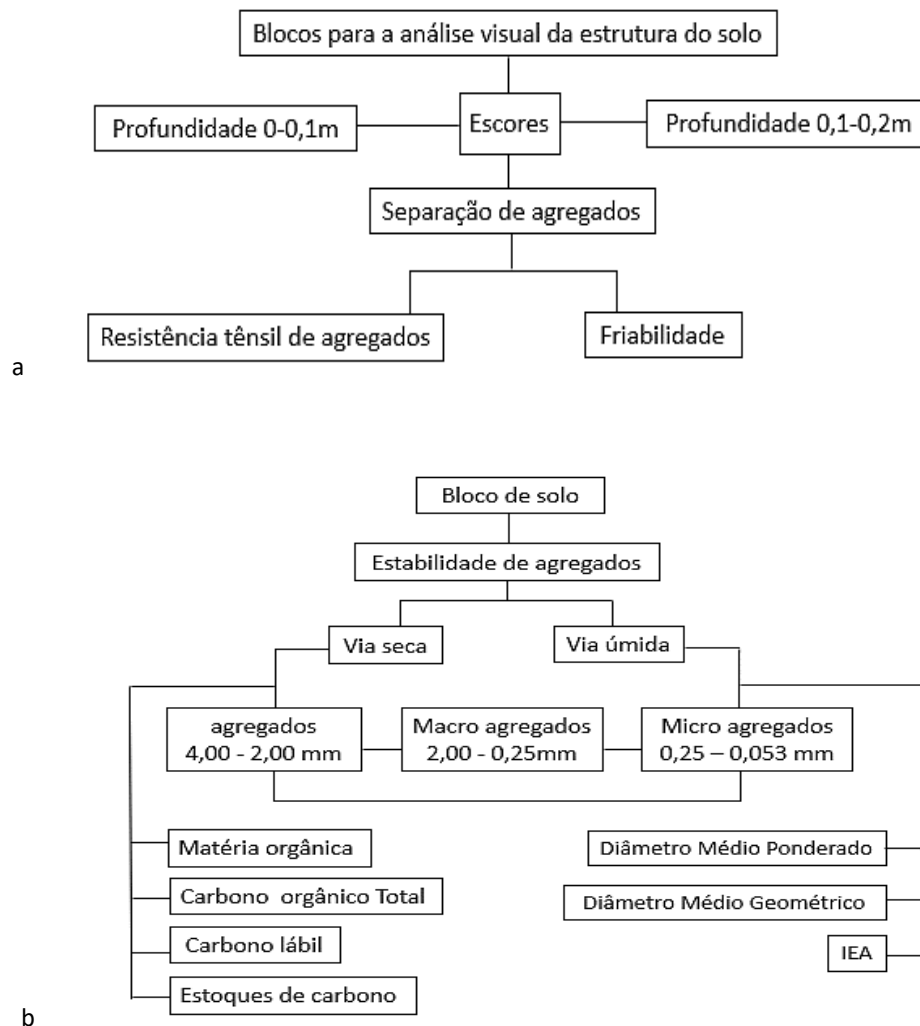 Blocos para a análise visual da estrutura do solo
Profundidade 0-0,1m
Escores
Profundidade 0,1-0,2m
Separação de agregados
Resistência tênsil de agregados
Friabilidade
a
Bloco de solo
Estabilidade de agregados
Via seca
Via úmida
agregados
4,00 - 2,00 mm
Macro agregados
2,00 - 0,25mm
Micro agregados
0,25 – 0,053 mm
Matéria orgânica
Diâmetro Médio Ponderado
Carbono orgânico Total
Diâmetro Médio Geométrico
Carbono lábil
IEA
Estoques de carbono
b